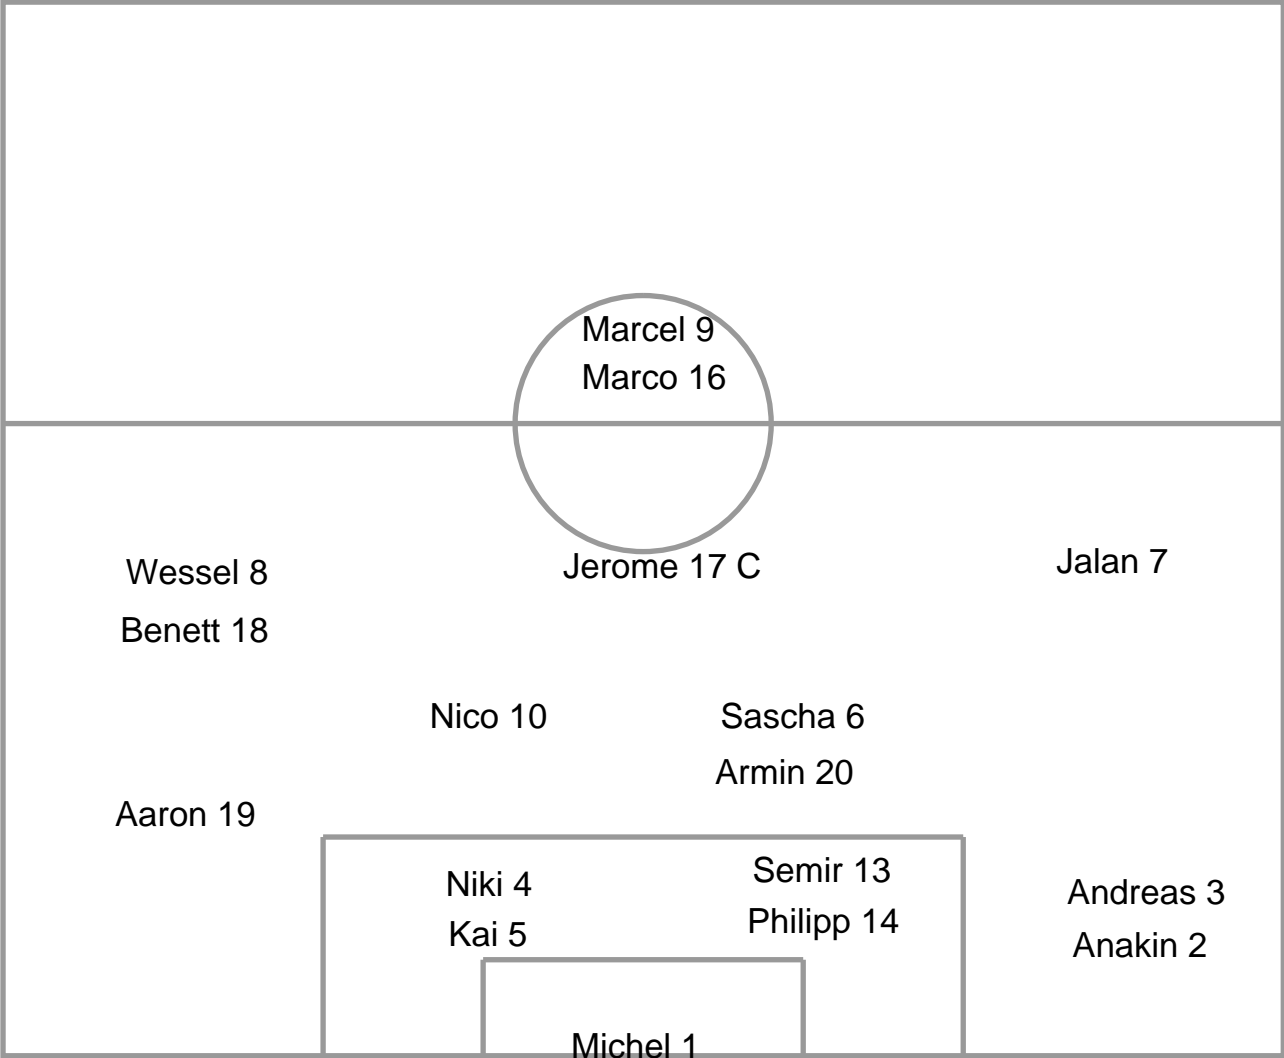 Marcel 9
Marco 16
Wessel 8
Jerome 17 C
Jalan 7
Benett 18
Nico 10
Sascha 6
Armin 20
Aaron 19
Niki 4
Semir 13
Andreas 3
Kai 5
Philipp 14
Anakin 2
Michel 1